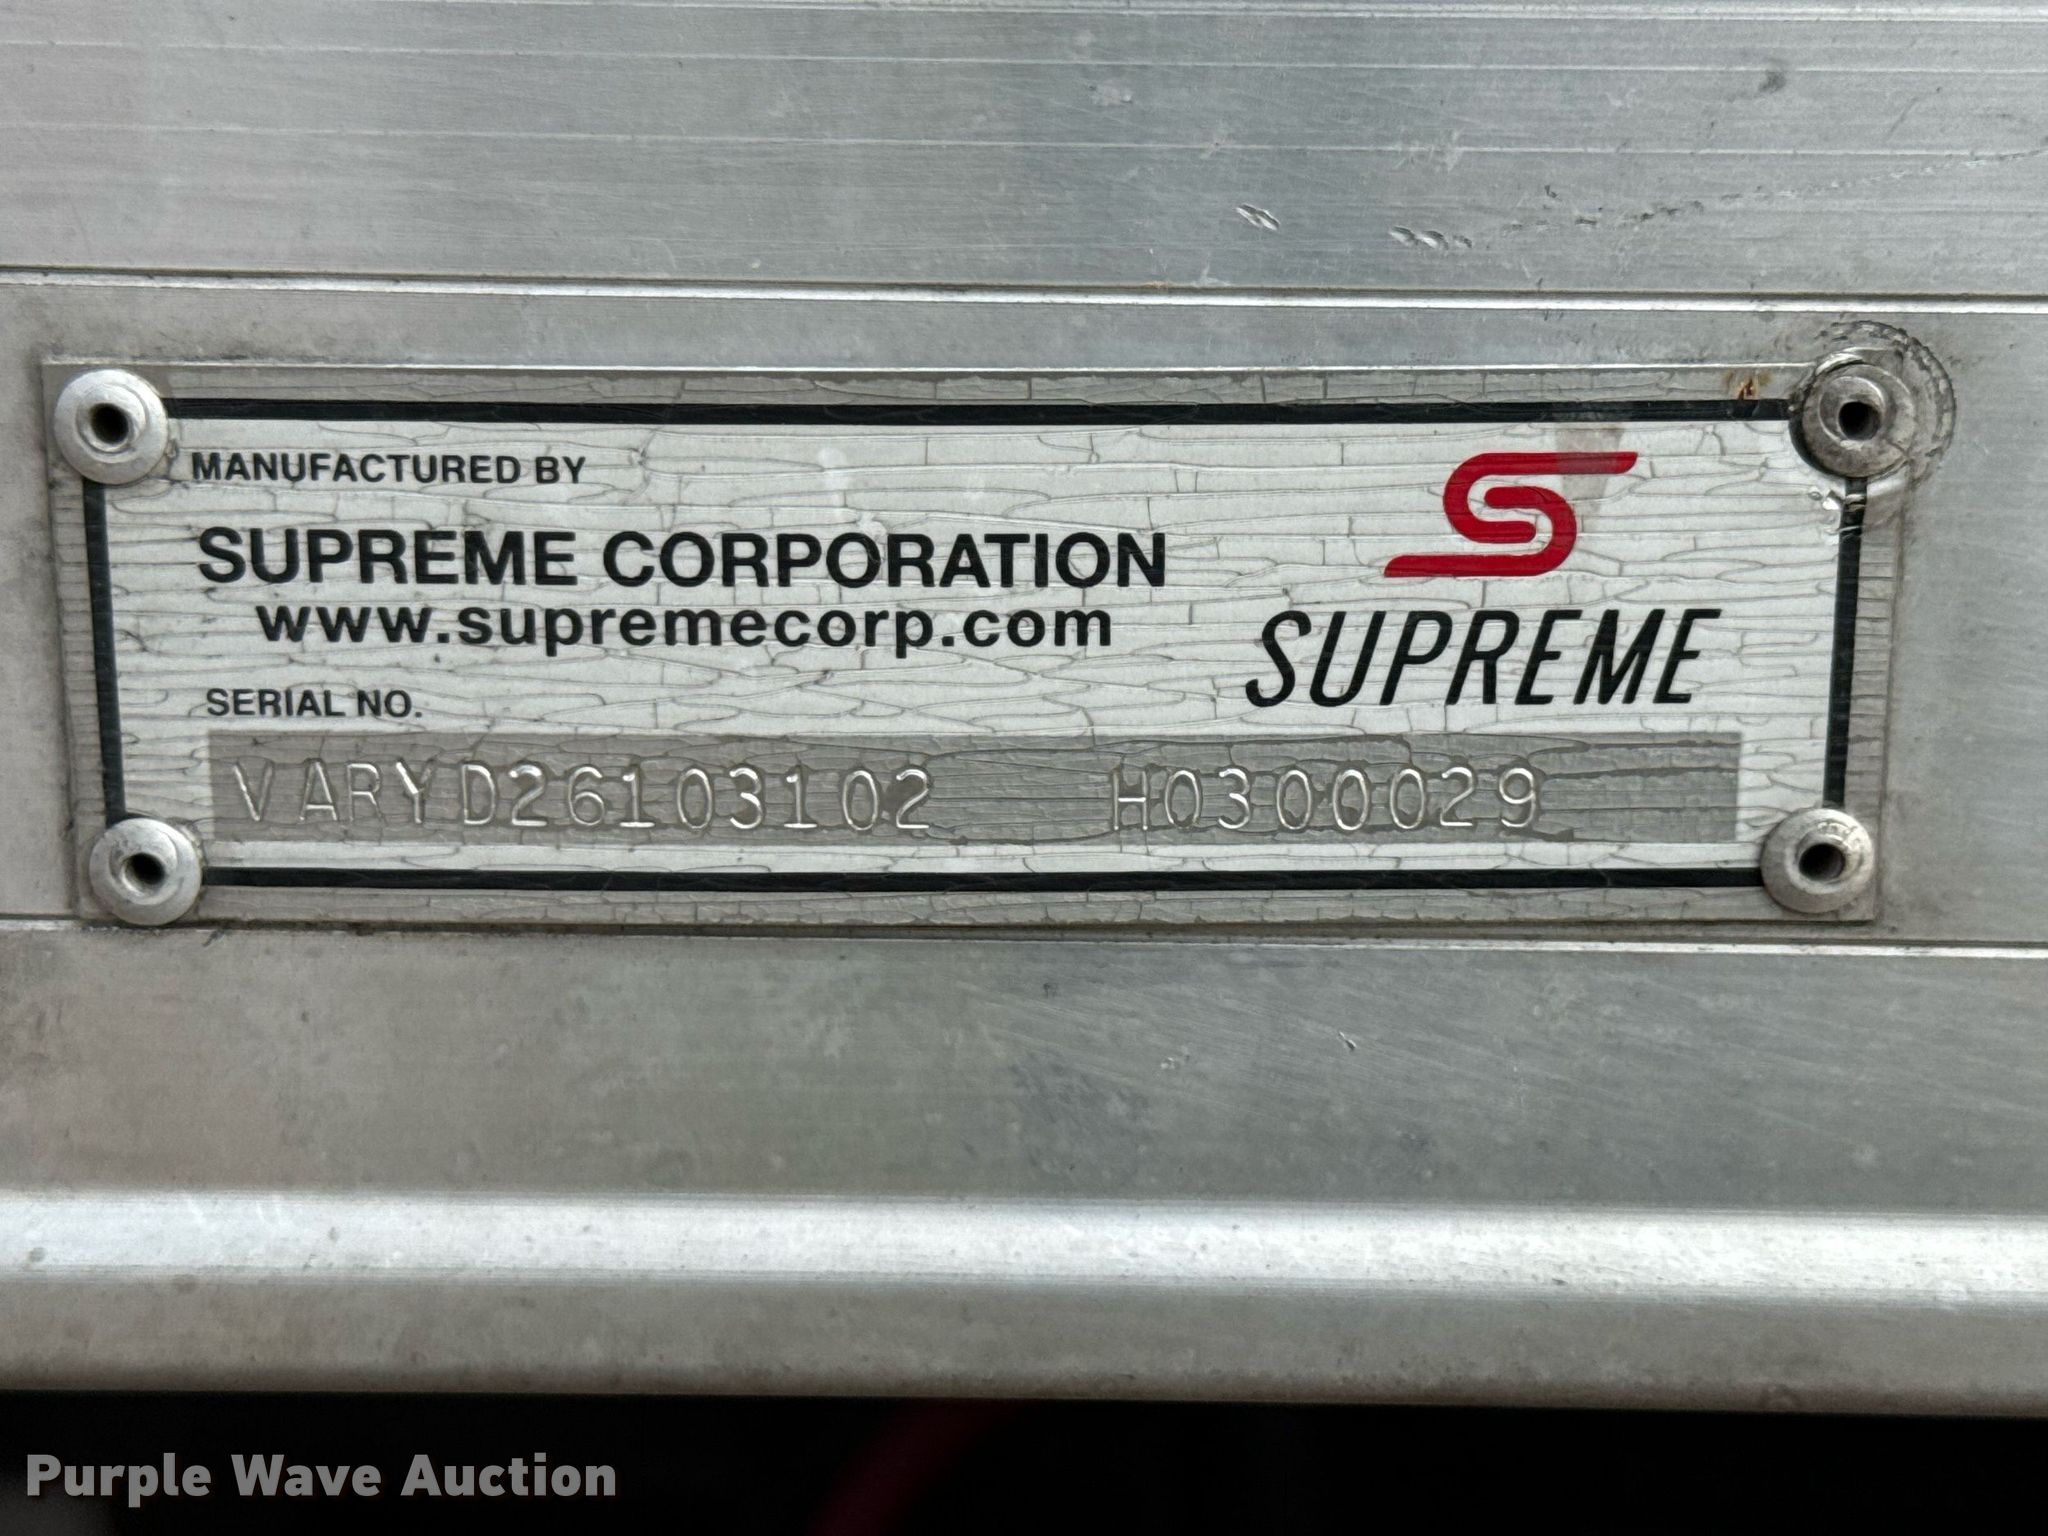 MANUFACTURED BY
SUPREME CORPORATION
www.supremecorp.com
SUPREME
SERIAL NO.
VARYD26103102 H0300029
Purple Wave Auction